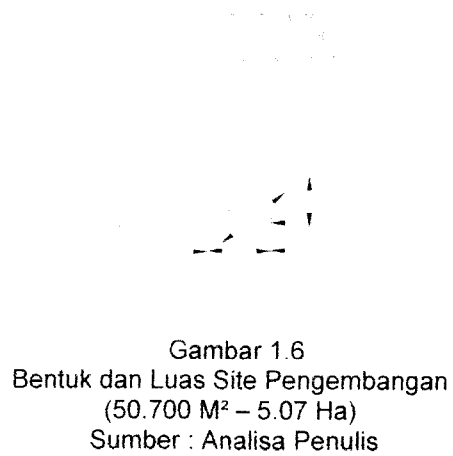 Gambar 1.6
Bentuk dan Luas Site Pengembangan
(50.700 M² – 5.07 Ha)
Sumber : Analisa Penulis